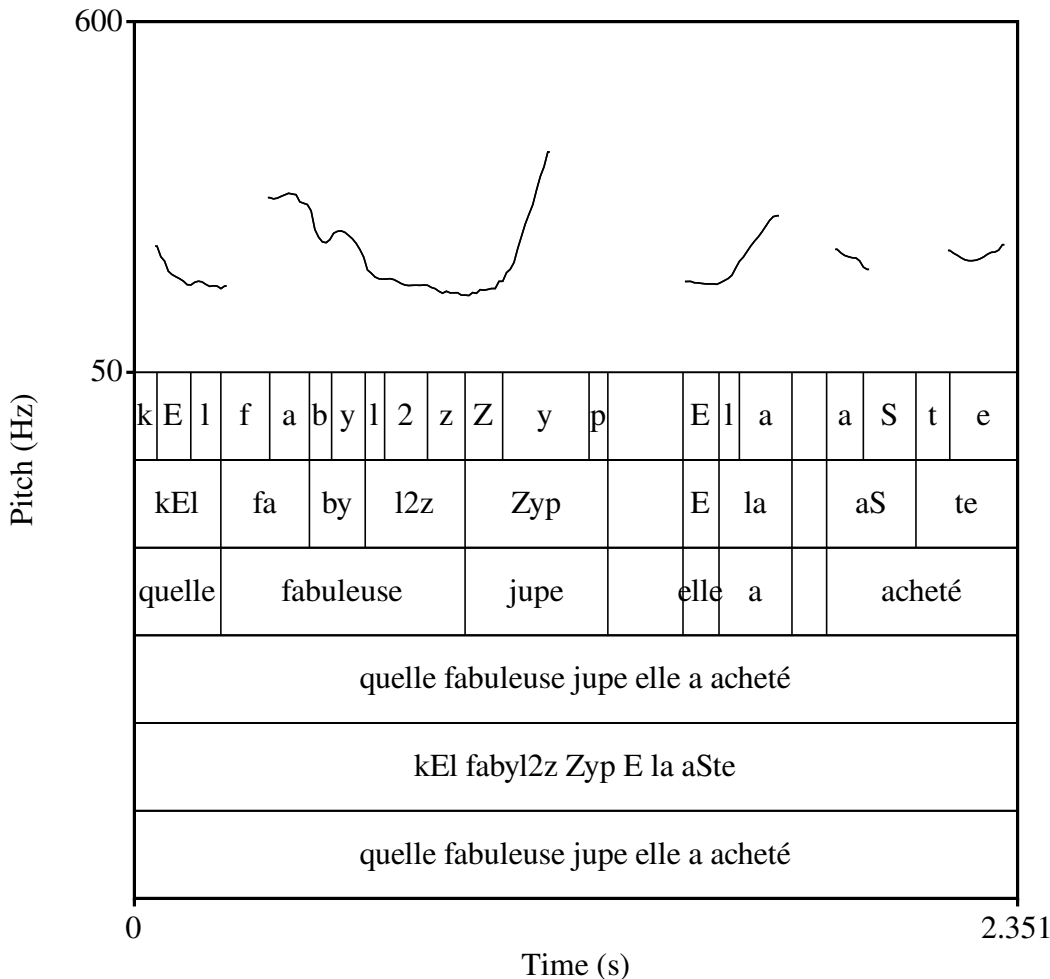 600
50
Pitch (Hz)
k E l f a b y l 2 z Z y p E l a a S t e
kEl fa by l2z Zyp E la aS te
quelle fabuleuse jupe elle a acheté
quelle fabuleuse jupe elle a acheté
kEl fabyl2z Zyp E la aSte
quelle fabuleuse jupe elle a acheté
0 2.351
Time (s)